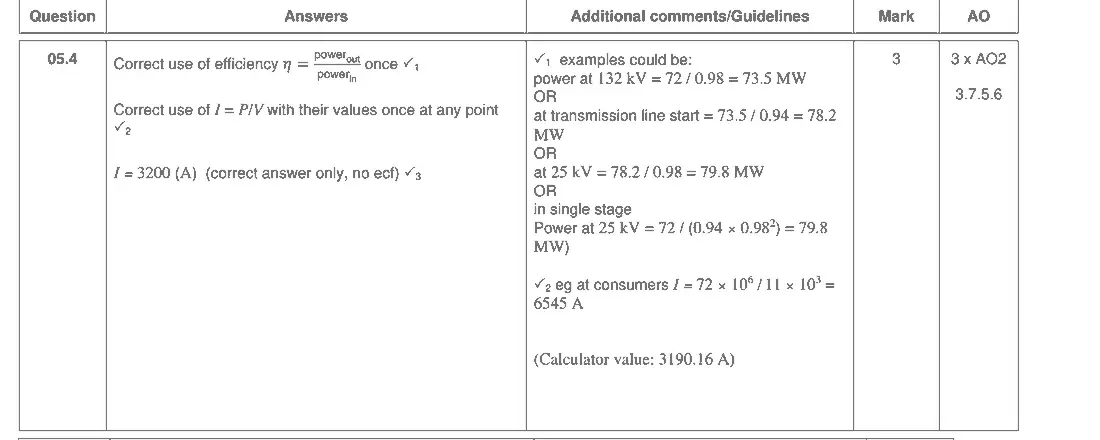 Question Answers Additional comments/Guidelines Mark AO
05.4 Correct use of efficiency η = power_out / power_in once ✓1
Correct use of I = P/V with their values once at any point
✓2
I = 3200 (A) (correct answer only, no ecf) ✓3
✓1 examples could be:
power at 132 kV = 72 / 0.98 = 73.5 MW
OR
at transmission line start = 73.5 / 0.94 = 78.2
MW
OR
at 25 kV = 78.2 / 0.98 = 79.8 MW
OR
in single stage
Power at 25 kV = 72 / (0.94 × 0.98²) = 79.8
MW)
✓2 eg at consumers I = 72 × 10⁶ / 11 × 10³ =
6545 A
(Calculator value: 3190.16 A)
3
3 x AO2
3.7.5.6